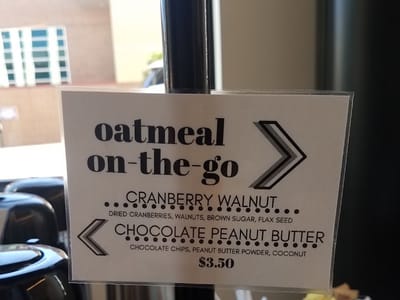 oatmeal
on-the-go
CRANBERRY WALNUT
DRIED CRANBERRIES, WALNUTS, BROWN SUGAR, FLAX SEED
CHOCOLATE PEANUT BUTTER
CHOCOLATE CHIPS, PEANUT BUTTER POWDER, COCONUT
$3.50